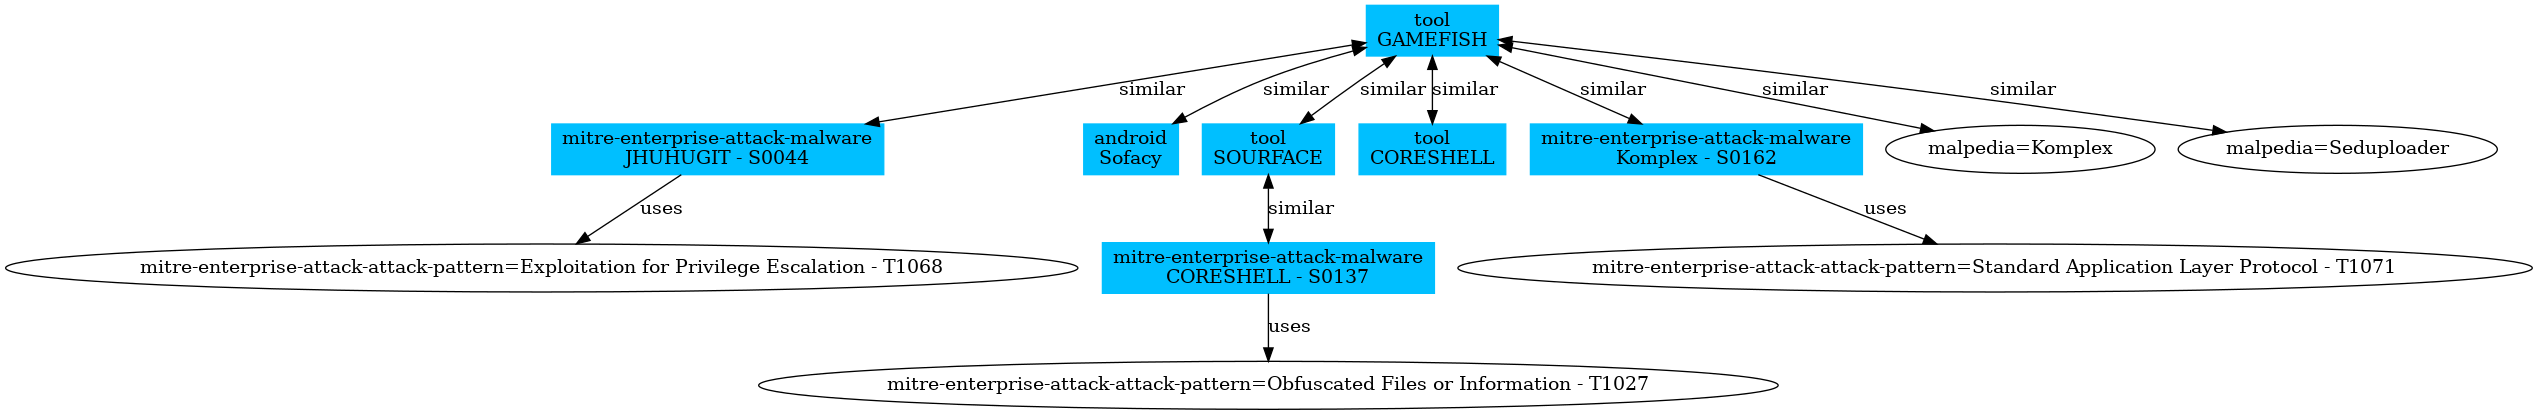 tool
GAMEFISH
similar
similar
similar
similar
similar
similar
similar
mitre-enterprise-attack-malware
JHUHUGIT - S0044
android
Sofacy
tool
SOURFACE
tool
CORESHELL
mitre-enterprise-attack-malware
Komplex - S0162
malpedia=Komplex
malpedia=Seduploader
uses
similar
uses
mitre-enterprise-attack-attack-pattern=Exploitation for Privilege Escalation - T1068
mitre-enterprise-attack-malware
CORESHELL - S0137
mitre-enterprise-attack-attack-pattern=Standard Application Layer Protocol - T1071
uses
mitre-enterprise-attack-attack-pattern=Obfuscated Files or Information - T1027